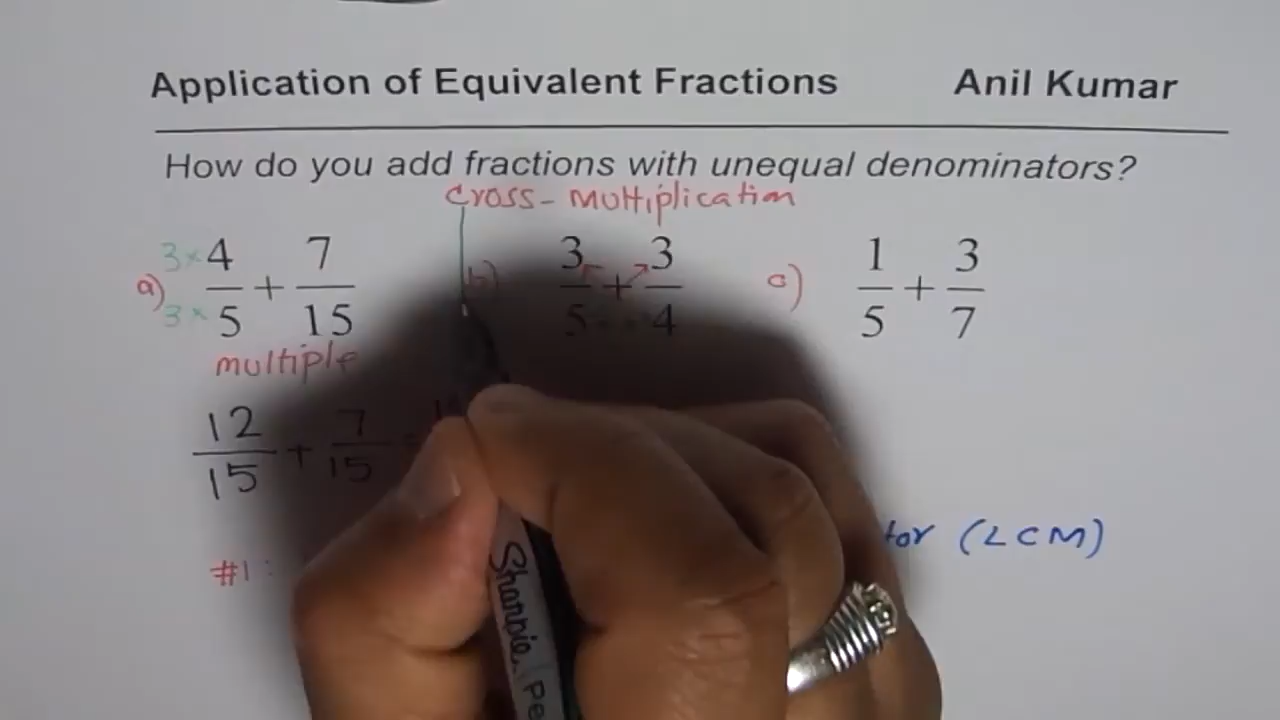 Application of Equivalent Fractions Anil Kumar
How do you add fractions with unequal denominators?
Cross-Multiplication
a) 3× 4/3× 5 + 7/15
b) 3/5 + 3/4
c) 1/5 + 3/7
multiple
12/15 + 7/15 =
#1:
(LCM)
Sharpie